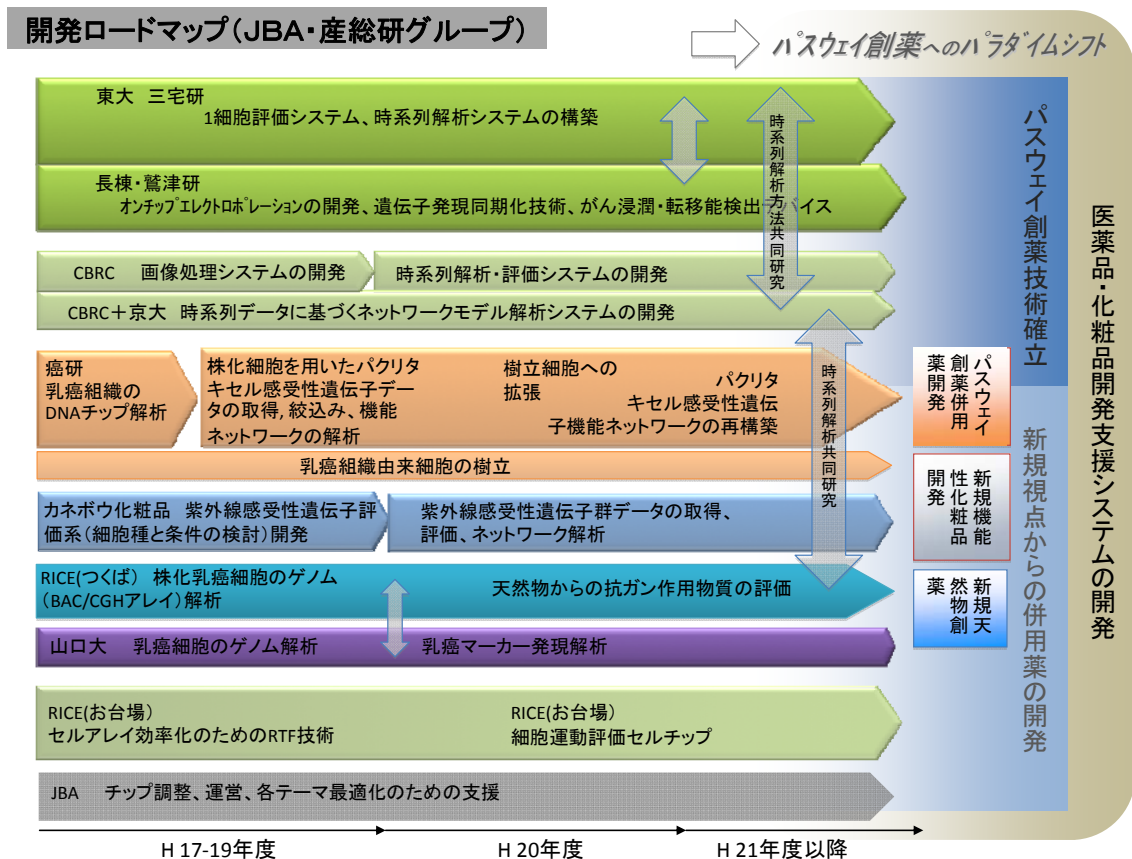 開発ロードマップ(JBA・産総研グループ)
パスウェイ創薬へのパラダイムシフト
東大 三宅研
1細胞評価システム、時系列解析システムの構築
長棟・鷲津研
オンチップエレクトロポレーションの開発、遺伝子発現同期化技術、がん浸潤・転移能検出デバイス
時系列解析方法共同研究
CBRC 画像処理システムの開発
時系列解析・評価システムの開発
CBRC+京大 時系列データに基づくネットワークモデル解析システムの開発
癌研
乳癌組織の
DNAチップ解析
株化細胞を用いたパクリタ
キセル感受性遺伝子デー
タの取得,絞込み、機能
ネットワークの解析
樹立細胞への
拡張
パクリタ
キセル感受性遺伝
子機能ネットワークの再構築
時系列解析共同研究
乳癌組織由来細胞の樹立
カネボウ化粧品 紫外線感受性遺伝子評
価系(細胞種と条件の検討)開発
紫外線感受性遺伝子群データの取得、
評価、ネットワーク解析
RICE(つくば) 株化乳癌細胞のゲノム
(BAC/CGHアレイ)解析
天然物からの抗ガン作用物質の評価
山口大 乳癌細胞のゲノム解析
乳癌マーカー発現解析
RICE(お台場)
セルアレイ効率化のためのRTF技術
RICE(お台場)
細胞運動評価セルチップ
JBA チップ調整、運営、各テーマ最適化のための支援
パスウェイ
創薬併用
薬開発
新規機能
性化粧品
開発
新規天
然物創
薬
パスウェイ創薬技術確立
新規視点からの併用薬の開発
医薬品・化粧品開発支援システムの開発
H 17-19年度
H 20年度
H 21年度以降